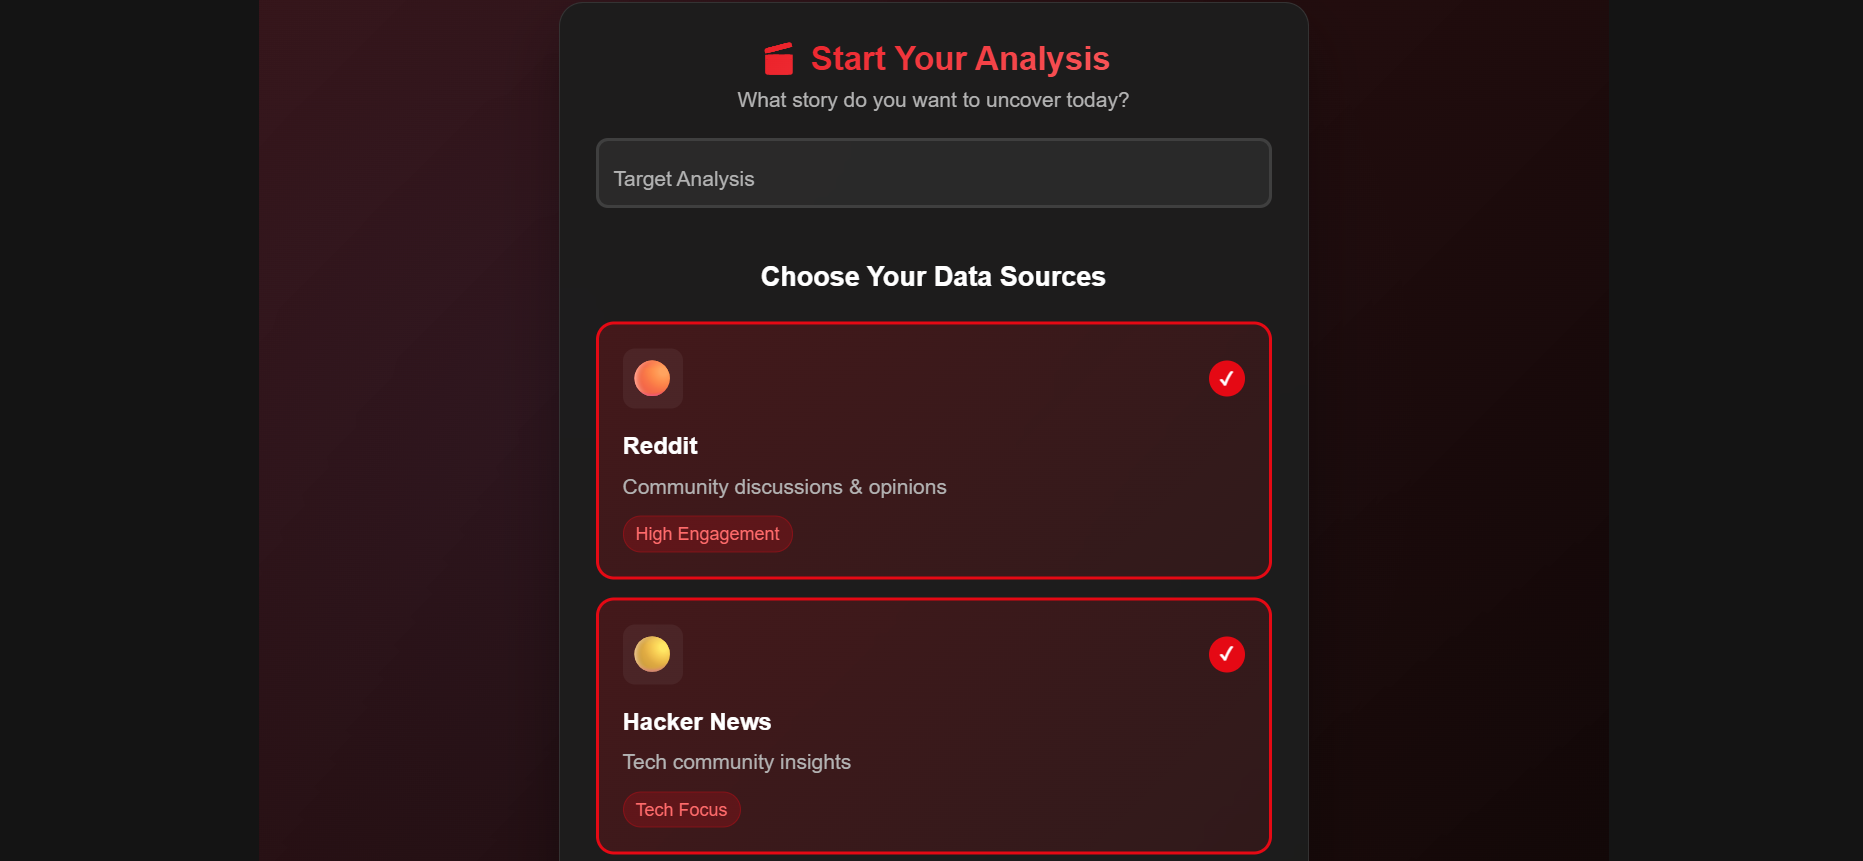 Start Your Analysis
What story do you want to uncover today?
Target Analysis
Choose Your Data Sources
Reddit
Community discussions & opinions
High Engagement
Hacker News
Tech community insights
Tech Focus